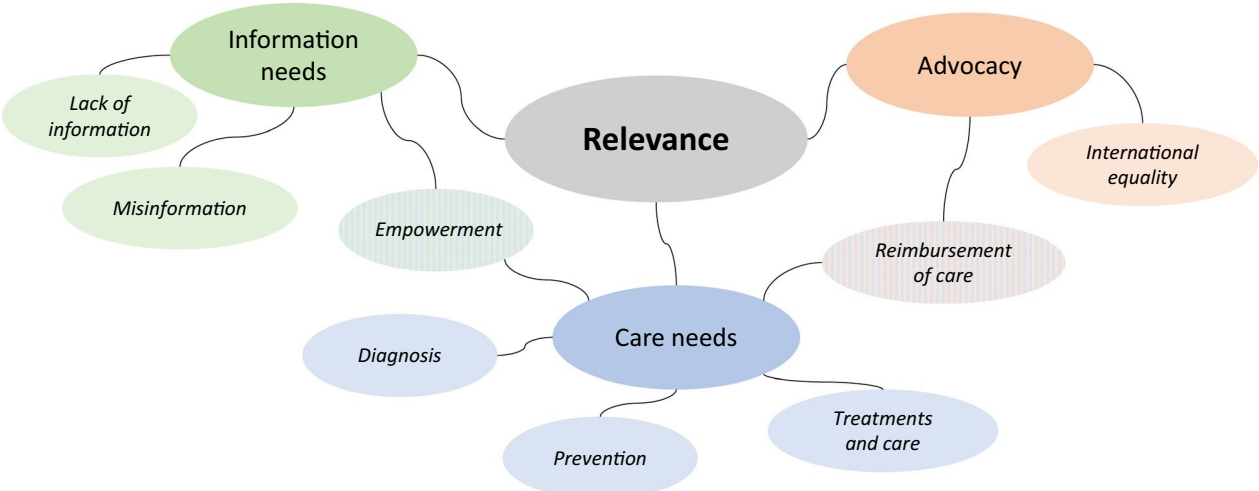 Information
needs
Lack of
information
Misinformation
Empowerment
Relevance
Advocacy
International
equality
Reimbursement
of care
Care needs
Diagnosis
Prevention
Treatments
and care